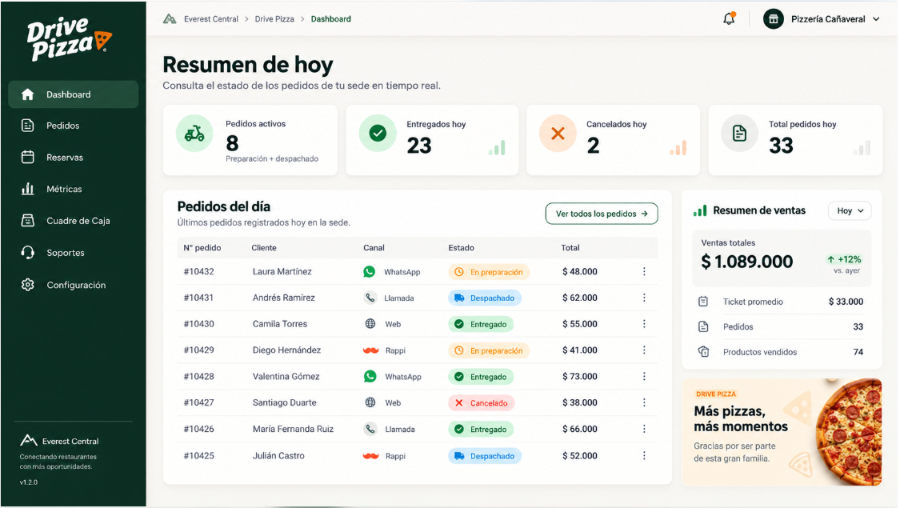 Drive
Pizza
Dashboard
Pedidos
Reservas
Métricas
Cuadre de Caja
Soportes
Configuración
Everest Central
Conectando restaurantes
con más oportunidades.
v1.2.0
Everest Central > Drive Pizza > Dashboard
Pizzería Cañaveral
Resumen de hoy
Consulta el estado de los pedidos de tu sede en tiempo real.
Pedidos activos
8
Preparación + despachado
Entregados hoy
23
Cancelados hoy
2
Total pedidos hoy
33
Pedidos del día
Últimos pedidos registrados hoy en la sede.
Ver todos los pedidos →
N° pedido Cliente Canal Estado Total
#10432 Laura Martínez WhatsApp En preparación $ 48.000
#10431 Andrés Ramírez Llamada Despachado $ 62.000
#10430 Camila Torres Web Entregado $ 55.000
#10429 Diego Hernández Rappi En preparación $ 41.000
#10428 Valentina Gómez WhatsApp Entregado $ 73.000
#10427 Santiago Duarte Web Cancelado $ 38.000
#10426 María Fernanda Ruiz Llamada Entregado $ 66.000
#10425 Julián Castro Rappi Despachado $ 52.000
Resumen de ventas
Hoy
Ventas totales
$ 1.089.000
↑ +12%
vs. ayer
Ticket promedio $ 33.000
Pedidos 33
Productos vendidos 74
DRIVE PIZZA
Más pizzas,
más momentos
Gracias por ser parte
de esta gran familia.